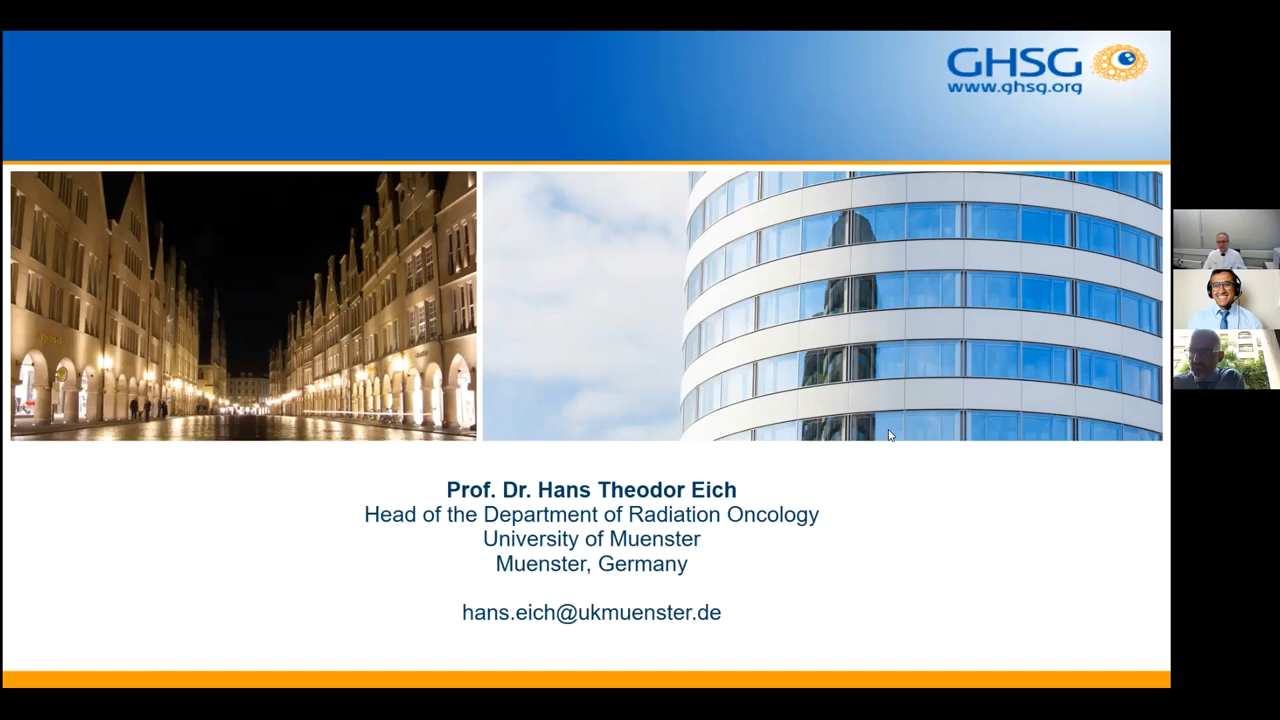 GHSG
www.ghsg.org
Prof. Dr. Hans Theodor Eich
Head of the Department of Radiation Oncology
University of Muenster
Muenster, Germany
hans.eich@ukmuenster.de